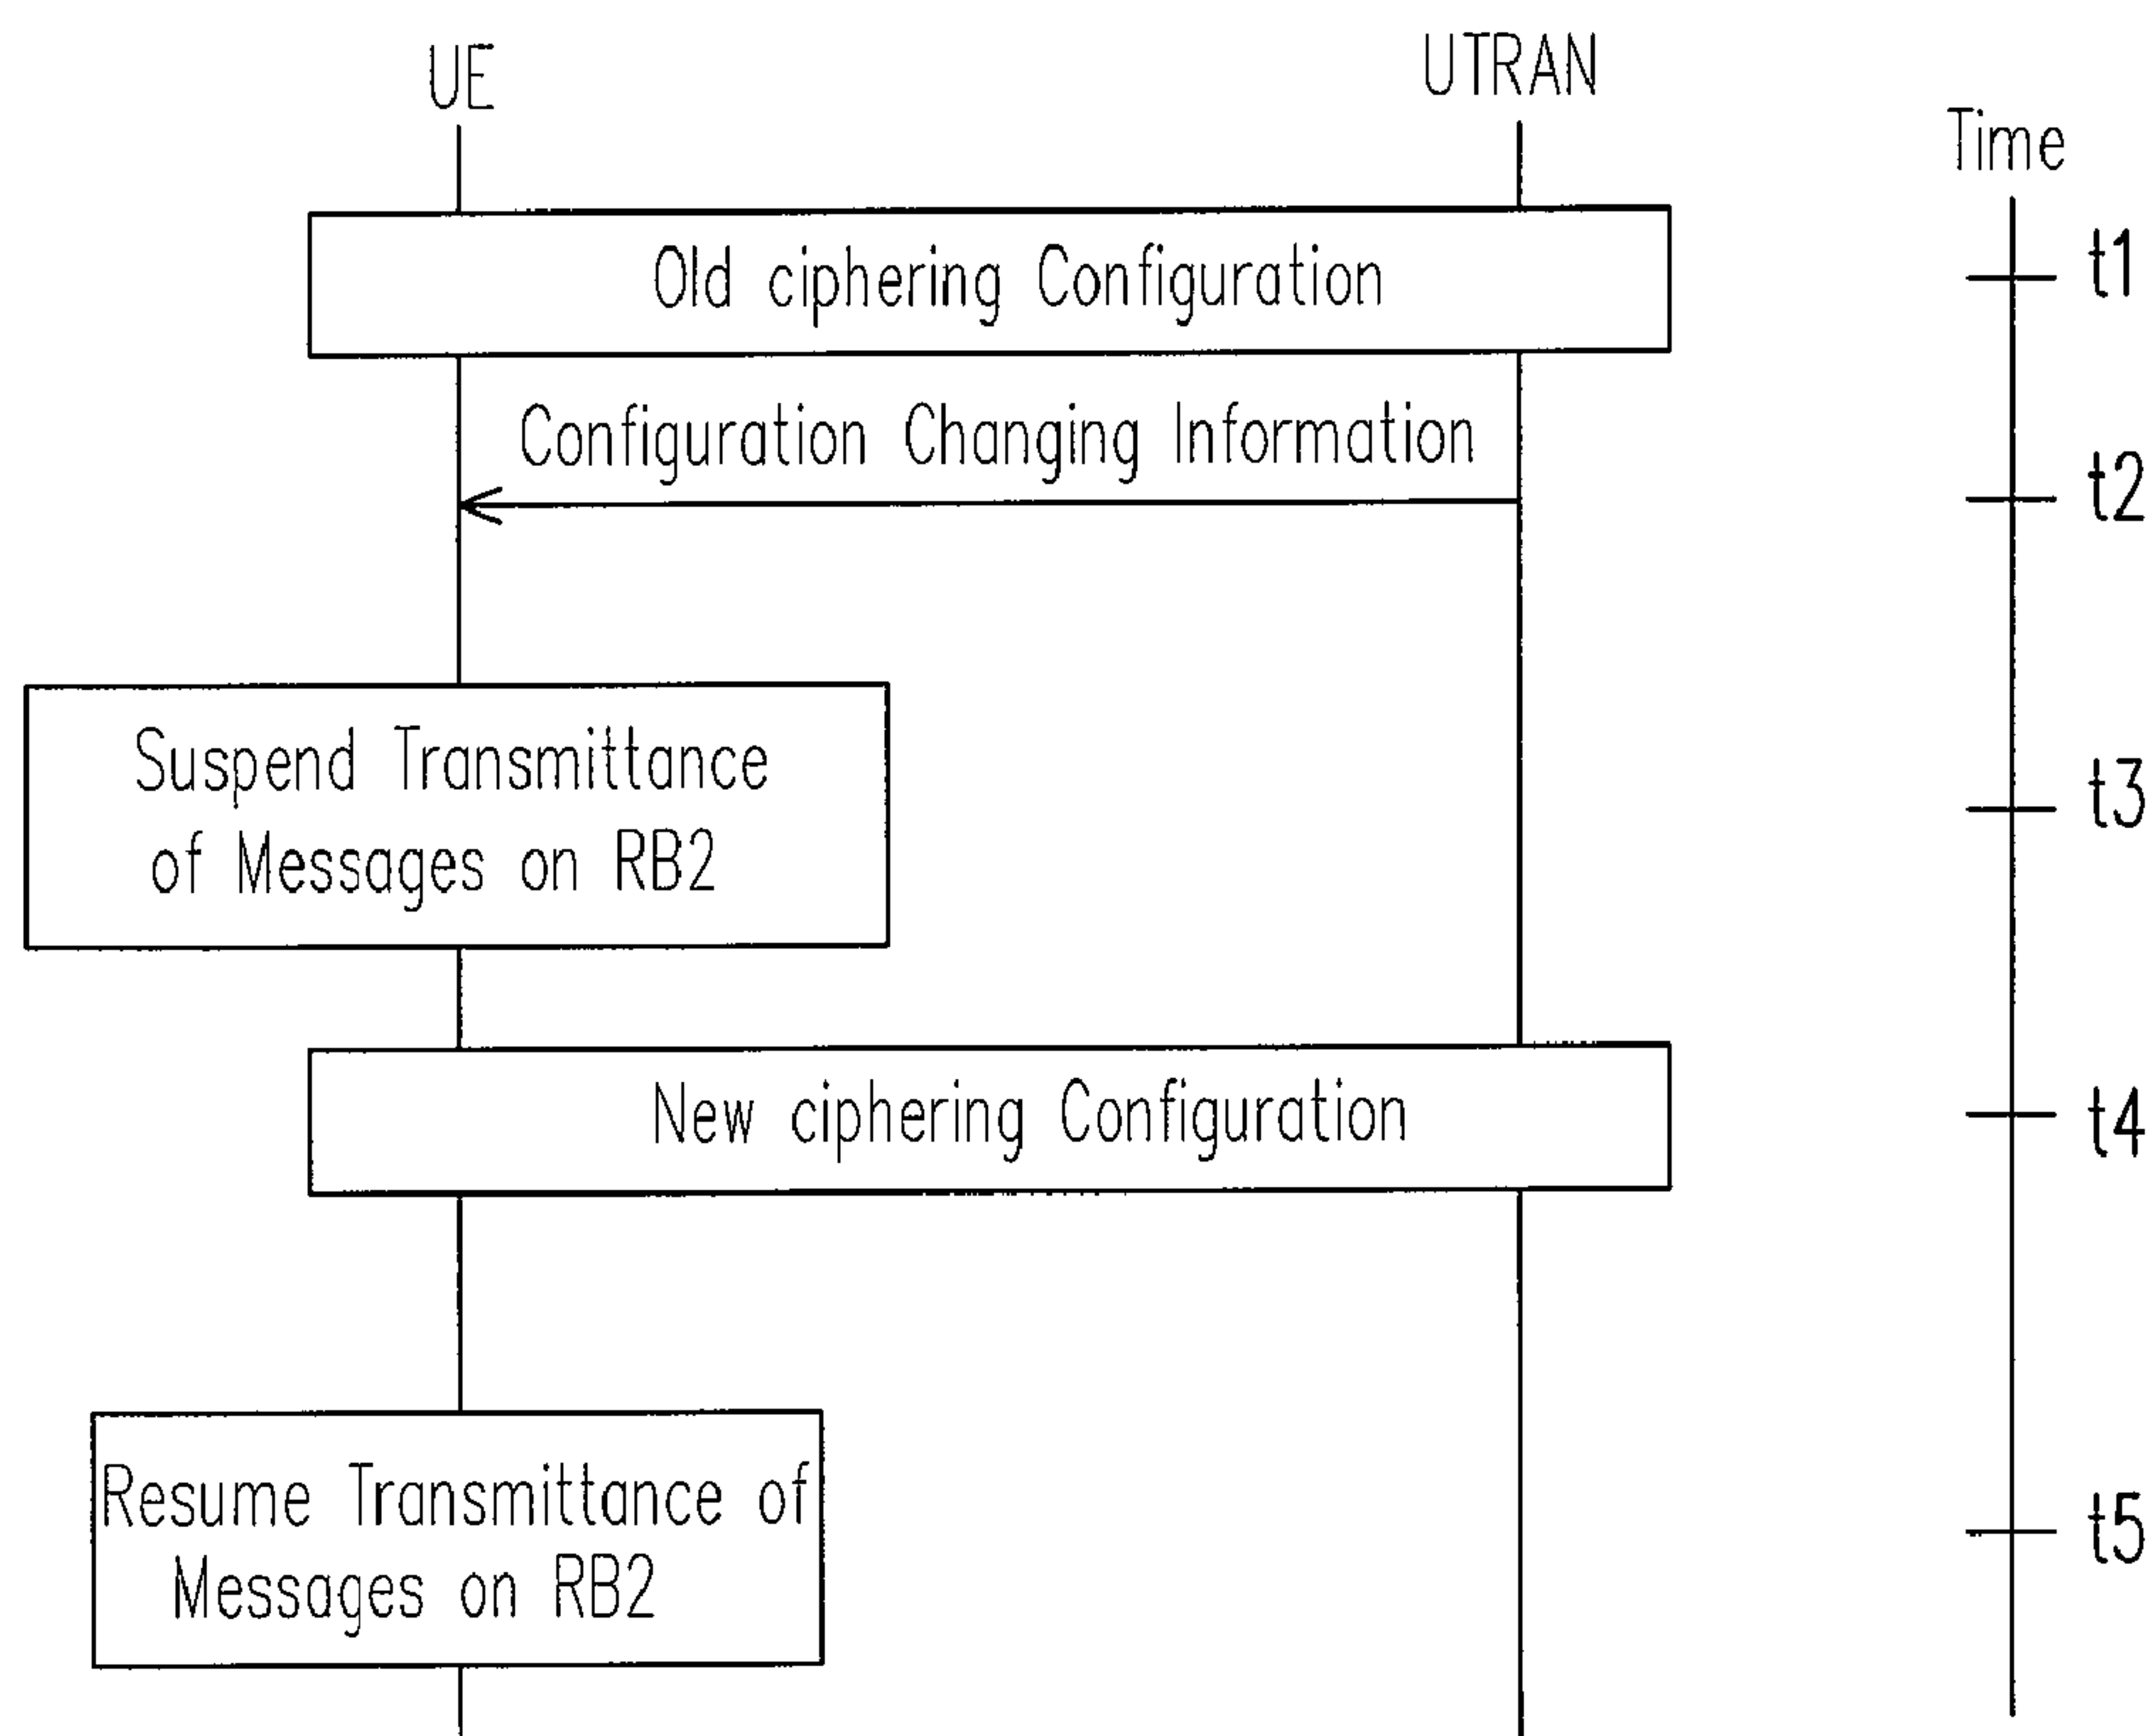 UE
UTRAN
Time
Old ciphering Configuration
t1
Configuration Changing Information
t2
Suspend Transmittance
of Messages on RB2
t3
New ciphering Configuration
t4
Resume Transmittance of
Messages on RB2
t5